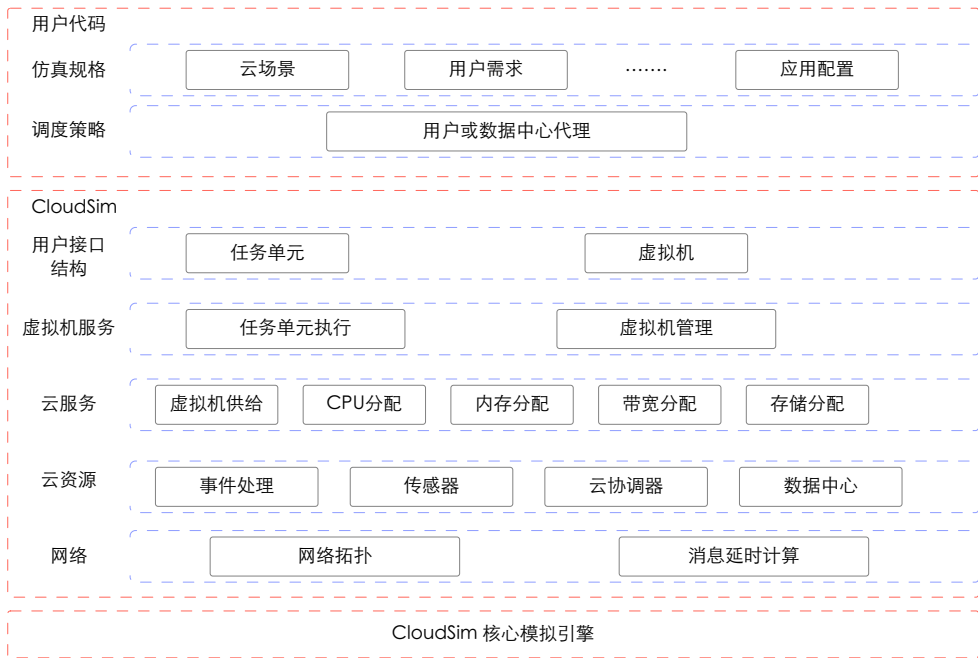 用户代码
仿真规格
云场景
用户需求
·······
应用配置
调度策略
用户或数据中心代理
CloudSim
用户接口
结构
任务单元
虚拟机
虚拟机服务
任务单元执行
虚拟机管理
云服务
虚拟机供给
CPU分配
内存分配
带宽分配
存储分配
云资源
事件处理
传感器
云协调器
数据中心
网络
网络拓扑
消息延时计算
CloudSim 核心模拟引擎